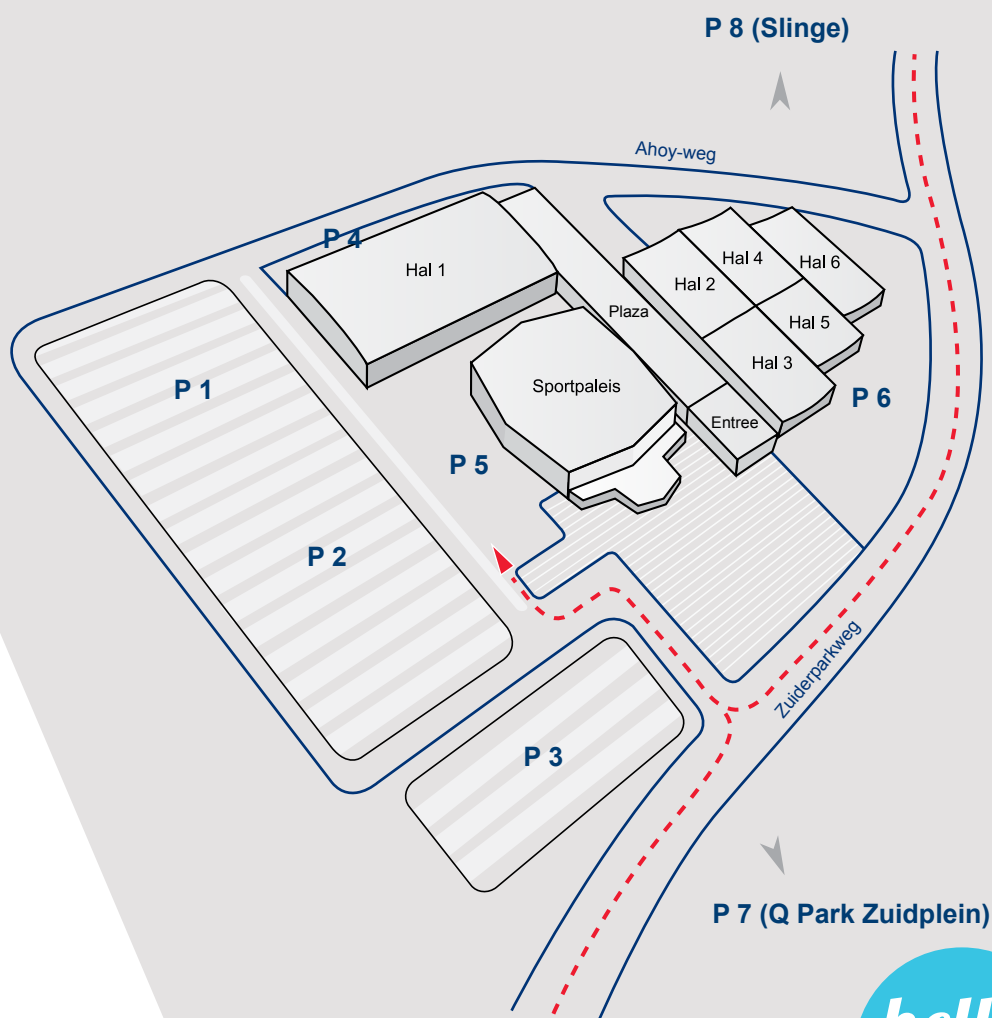 P 8 (Slinge)
Ahoy-weg
P 4
Hal 1
Hal 4
Hal 6
Hal 2
Plaza
Hal 5
Hal 3
P 1
Sportpaleis
P 6
Entree
P 5
P 2
Zuiderparkweg
P 3
P 7 (Q Park Zuidplein)